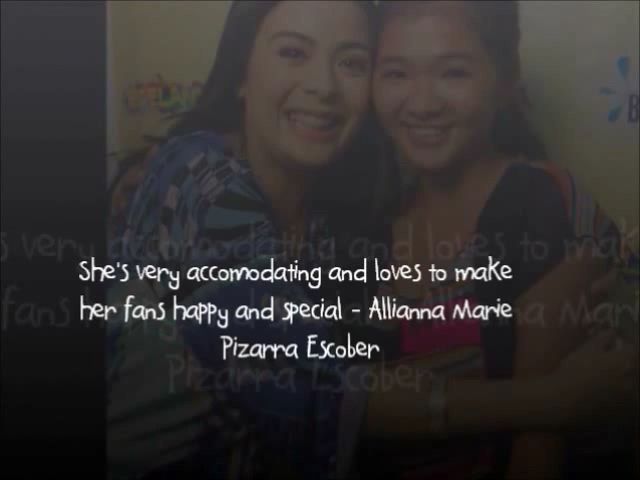 She's very accomodating and loves to make
her fans happy and special - Allianna Marie
Pizarra Escober